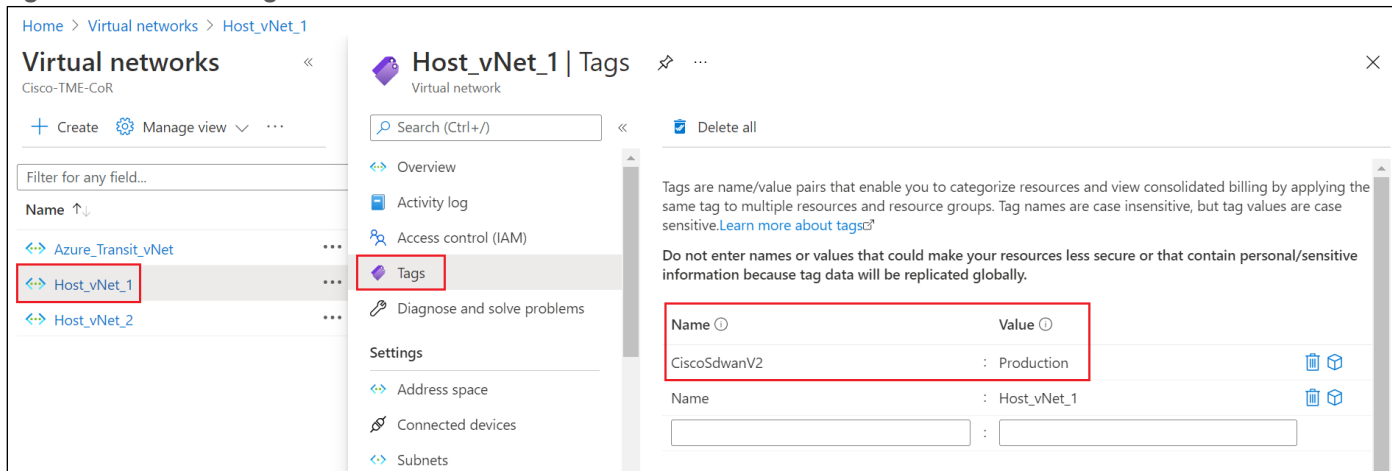 Home > Virtual networks > Host_vNet_1
Virtual networks «
Cisco-TME-CoR
+ Create Manage view ···
Filter for any field...
Name ↑↓
Azure_Transit_vNet ···
Host_vNet_1 ···
Host_vNet_2 ···
Host_vNet_1 | Tags ···
Virtual network
Search (Ctrl+/) «
Overview
Activity log
Access control (IAM)
Tags
Diagnose and solve problems
Settings
Address space
Connected devices
Subnets
Delete all
Tags are name/value pairs that enable you to categorize resources and view consolidated billing by applying the
same tag to multiple resources and resource groups. Tag names are case insensitive, but tag values are case
sensitive.Learn more about tags
Do not enter names or values that could make your resources less secure or that contain personal/sensitive
information because tag data will be replicated globally.
Name Value
CiscoSdwanV2 : Production
Name : Host_vNet_1
: